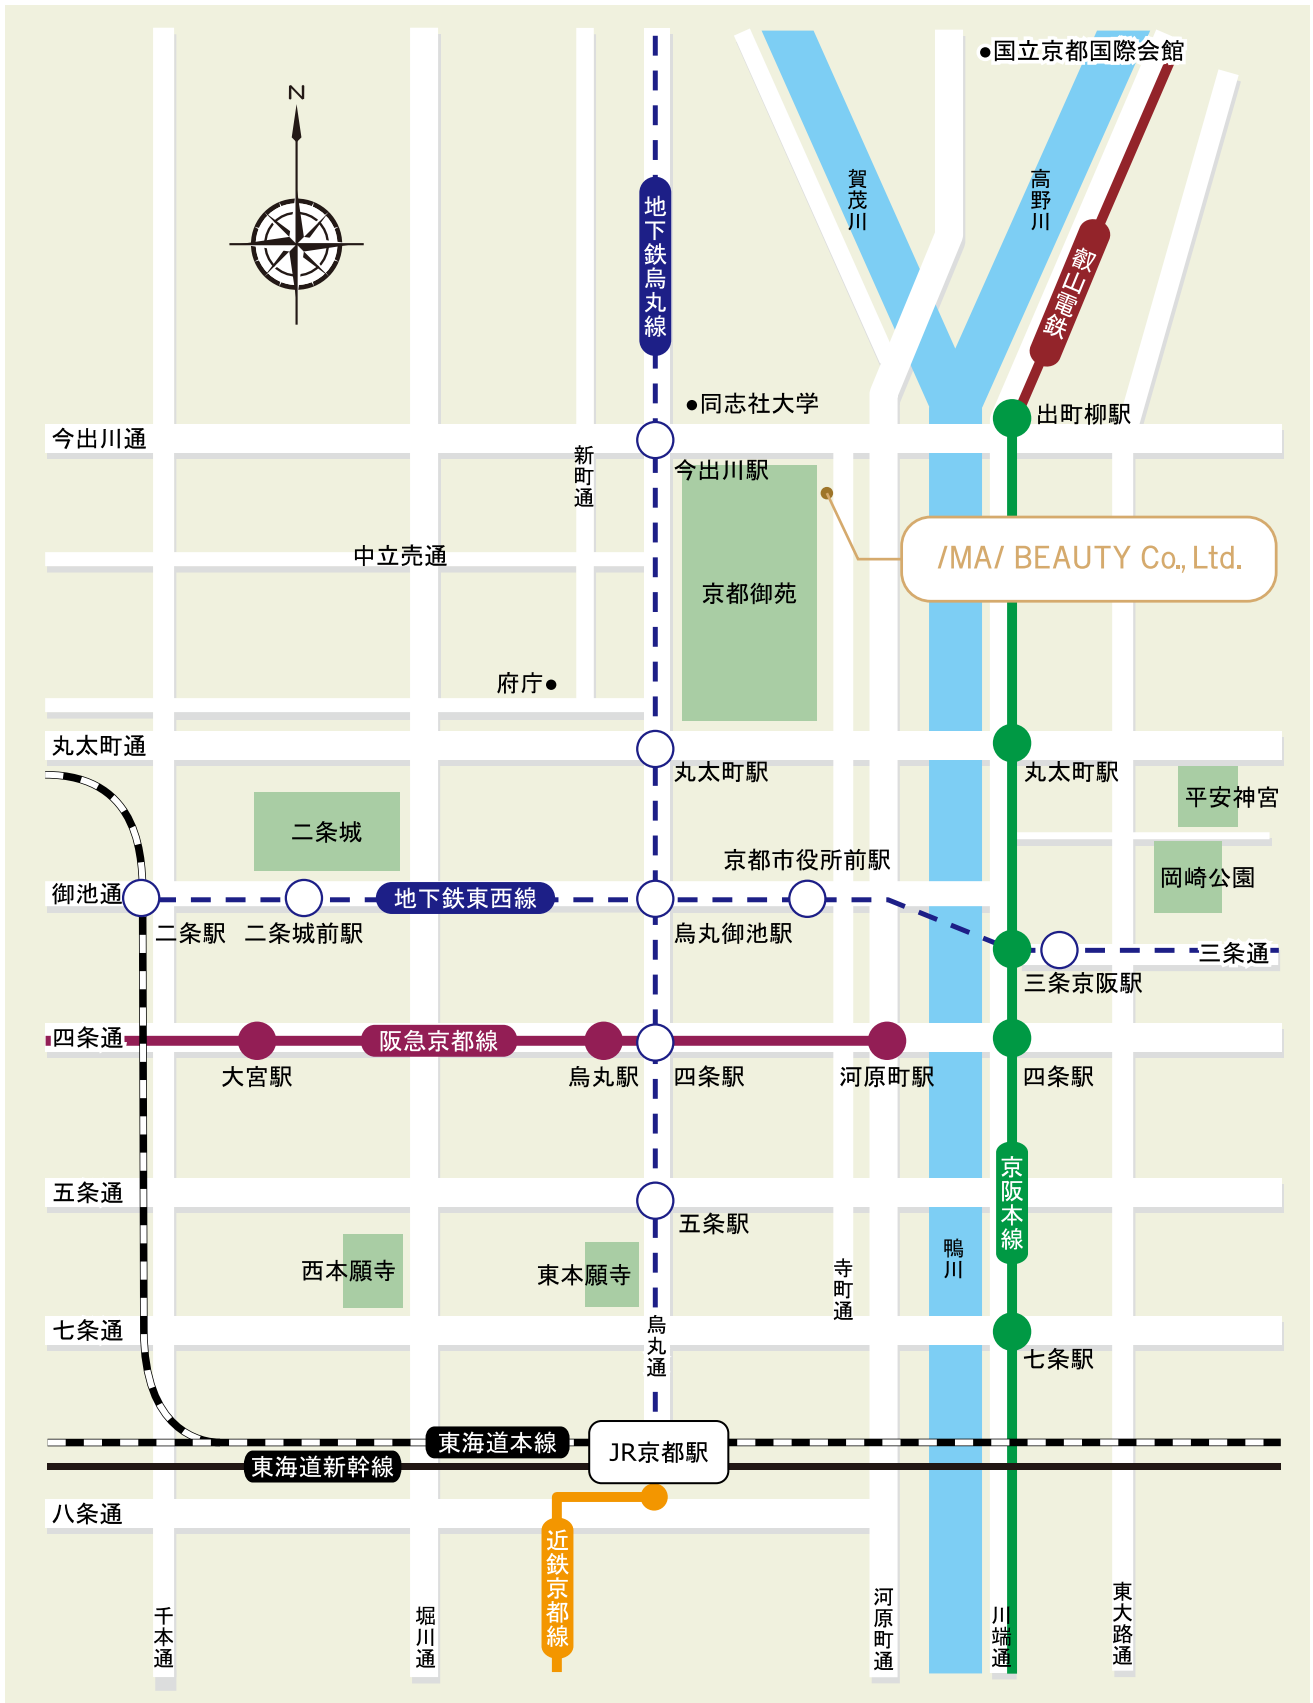 ●国立京都国際会館
N
賀茂川
高野川
地下鉄烏丸線
叡山電鉄
●同志社大学
出町柳駅
今出川通
新町通
今出川駅
中立売通
/MA/ BEAUTY Co., Ltd.
京都御苑
府庁●
丸太町通
丸太町駅
丸太町駅
平安神宮
二条城
京都市役所前駅
岡崎公園
御池通
地下鉄東西線
二条駅
二条城前駅
烏丸御池駅
三条通
三条京阪駅
四条通
阪急京都線
大宮駅
烏丸駅
四条駅
河原町駅
四条駅
京阪本線
五条通
五条駅
鴨川
西本願寺
東本願寺
寺町通
七条通
烏丸通
七条駅
東海道本線
JR京都駅
東海道新幹線
八条通
近鉄京都線
千本通
堀川通
河原町通
川端通
東大路通